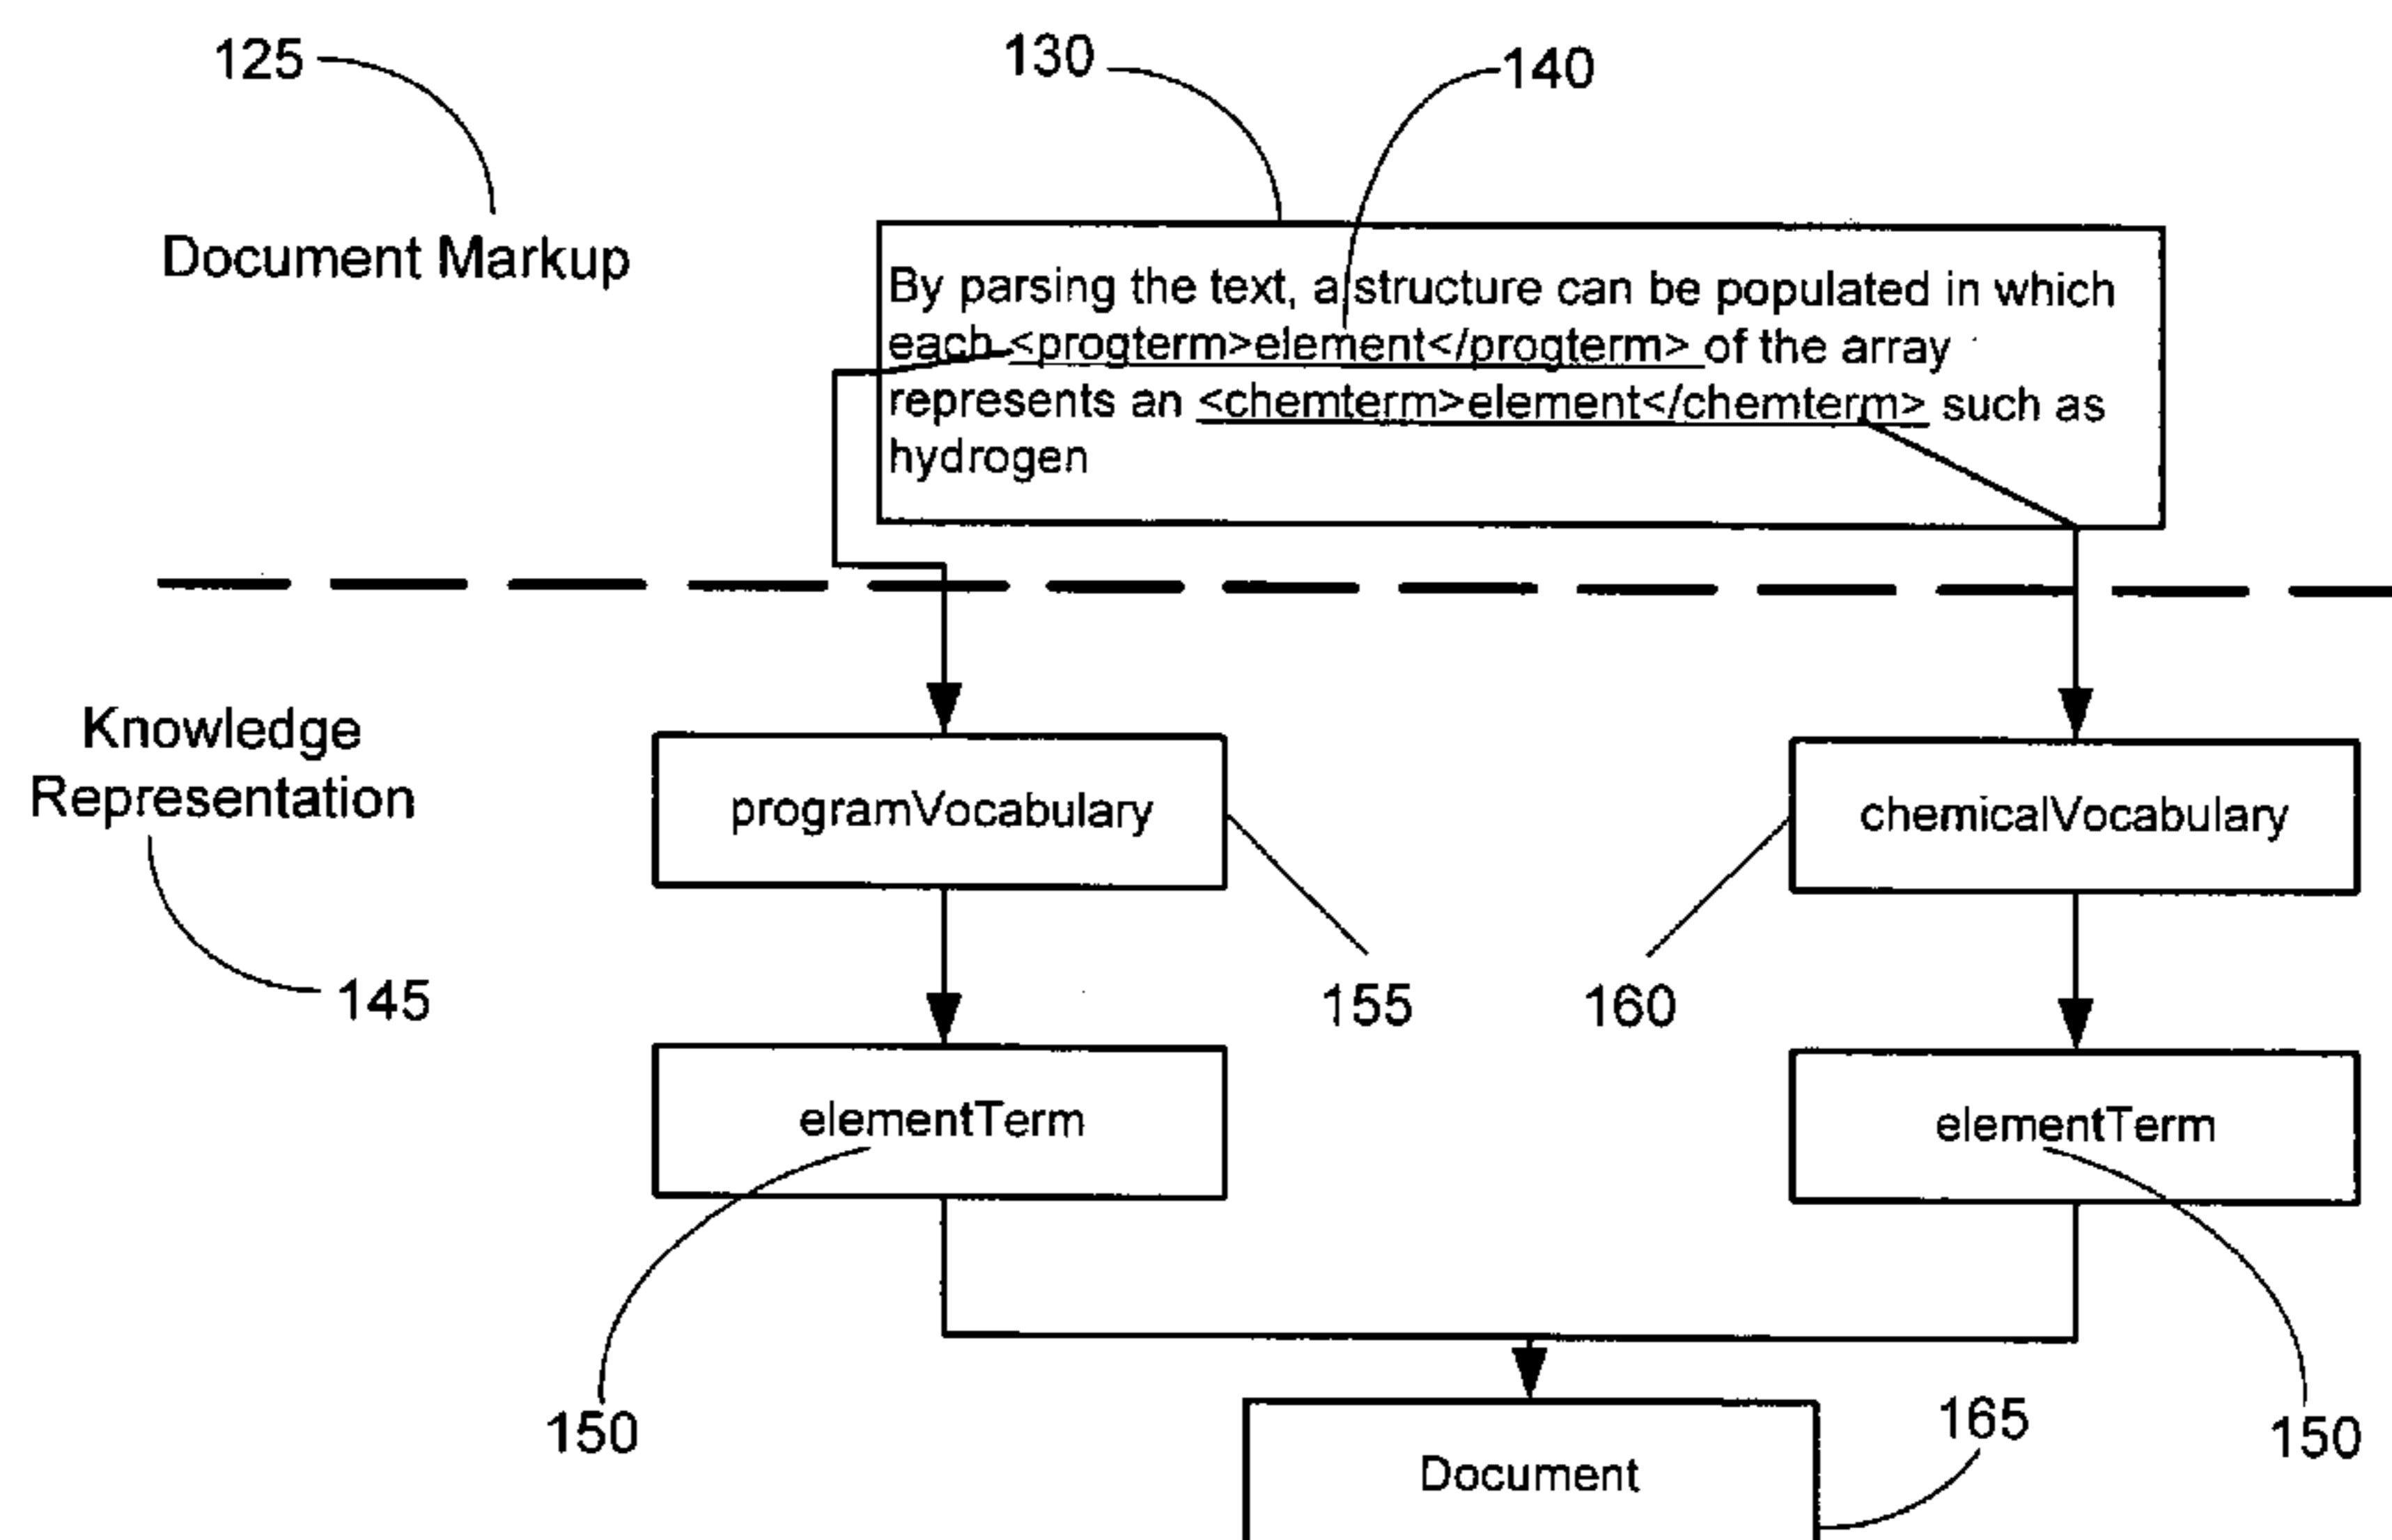 125
130
140
Document Markup
By parsing the text, a structure can be populated in which
each <progterm>element</progterm> of the array
represents an <chemterm>element</chemterm> such as
hydrogen
Knowledge
Representation
145
programVocabulary
chemicalVocabulary
155
160
elementTerm
elementTerm
150
165
150
Document